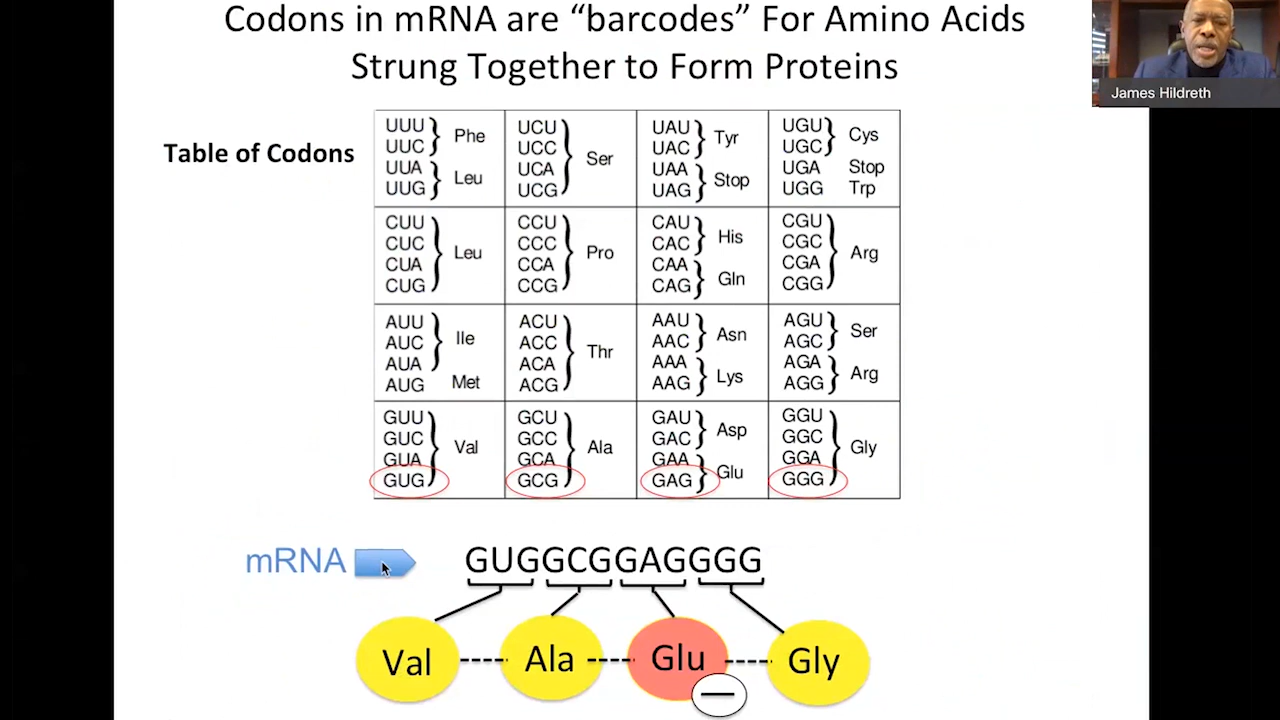 Codons in mRNA are “barcodes” For Amino Acids
Strung Together to Form Proteins
James Hildreth
Table of Codons
UUU
UUC
Phe
UUA
UUG
Leu
UCU
UCC
UCA
UCG
Ser
UAU
UAC
Tyr
UAA
UAG
Stop
UGU
UGC
Cys
UGA Stop
UGG Trp
CUU
CUC
CUA
CUG
Leu
CCU
CCC
CCA
CCG
Pro
CAU
CAC
His
CAA
CAG
Gln
CGU
CGC
CGA
CGG
Arg
AUU
AUC
AUA
Ile
AUG Met
ACU
ACC
ACA
ACG
Thr
AAU
AAC
Asn
AAA
AAG
Lys
AGU
AGC
Ser
AGA
AGG
Arg
GUU
GUC
GUA
GUG
Val
GCU
GCC
GCA
GCG
Ala
GAU
GAC
Asp
GAA
GAG
Glu
GGU
GGC
GGA
GGG
Gly
mRNA
GUGGCGGAGGGG
Val Ala Glu Gly
—